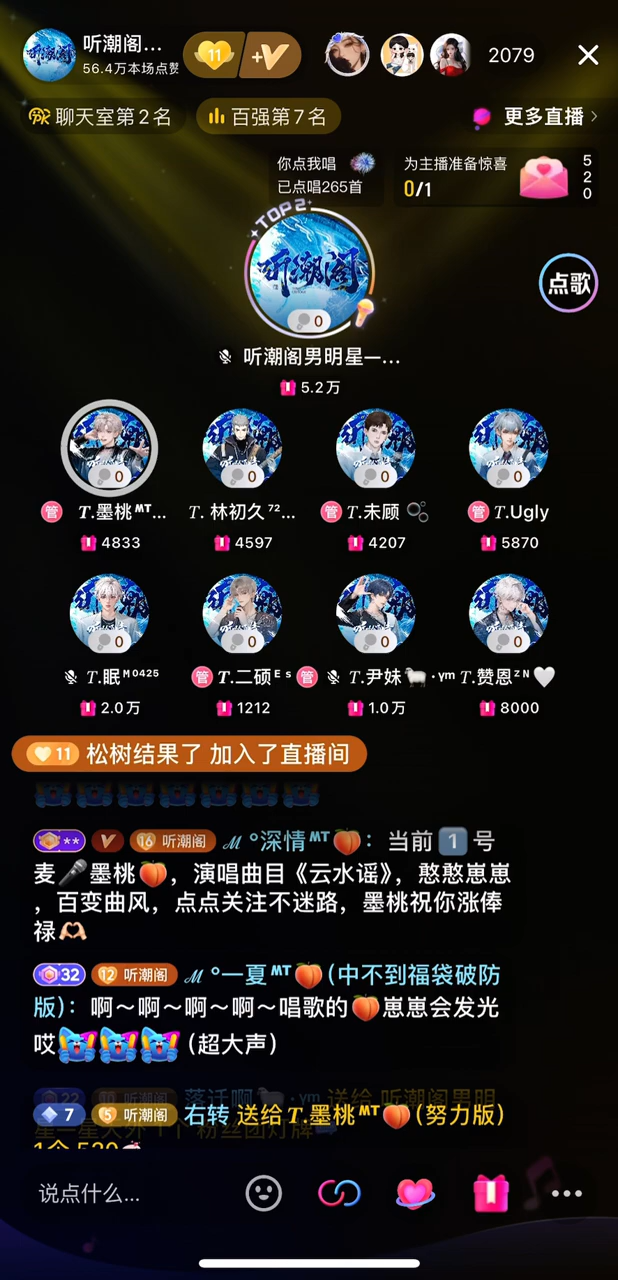 听潮阁...
56.4万本场点赞
11
+V
2079
聊天室第2名
百强第7名
更多直播
你点我唱
已点唱265首
为主播准备惊喜
0/1
520
TOP 2
听潮阁
0
点歌
听潮阁男明星一...
5.2万
0 0 0 0
管 T.墨桃ᴹᵀ... T. 林初久⁷²... 管 T.未顾🫧 管 T.Ugly
4833 4597 4207 5870
0 0 0 0
T.眠ᴹ⁰⁴²⁵ 管 T.二硕ᴱ ˢ 管 T.尹妹🐑·ʸᵐ T.赞恩ᶻᴺ🤍
2.0万 1212 1.0万 8000
11 松树结果了 加入了直播间
** V 16 听潮阁 ℳ °深情ᴹᵀ🍑：当前1️⃣号
麦🎤墨桃🍑，演唱曲目《云水谣》，憨憨崽崽
，百变曲风，点点关注不迷路，墨桃祝你涨俸
禄🫶🏻
32 12 听潮阁 ℳ °一夏ᴹᵀ🍑(中不到福袋破防
版)：啊～啊～啊～啊～唱歌的🍑崽崽会发光
哎（超大声）
7 5 听潮阁 右转 送给 T.墨桃ᴹᵀ🍑(努力版)
1个 520
说点什么...